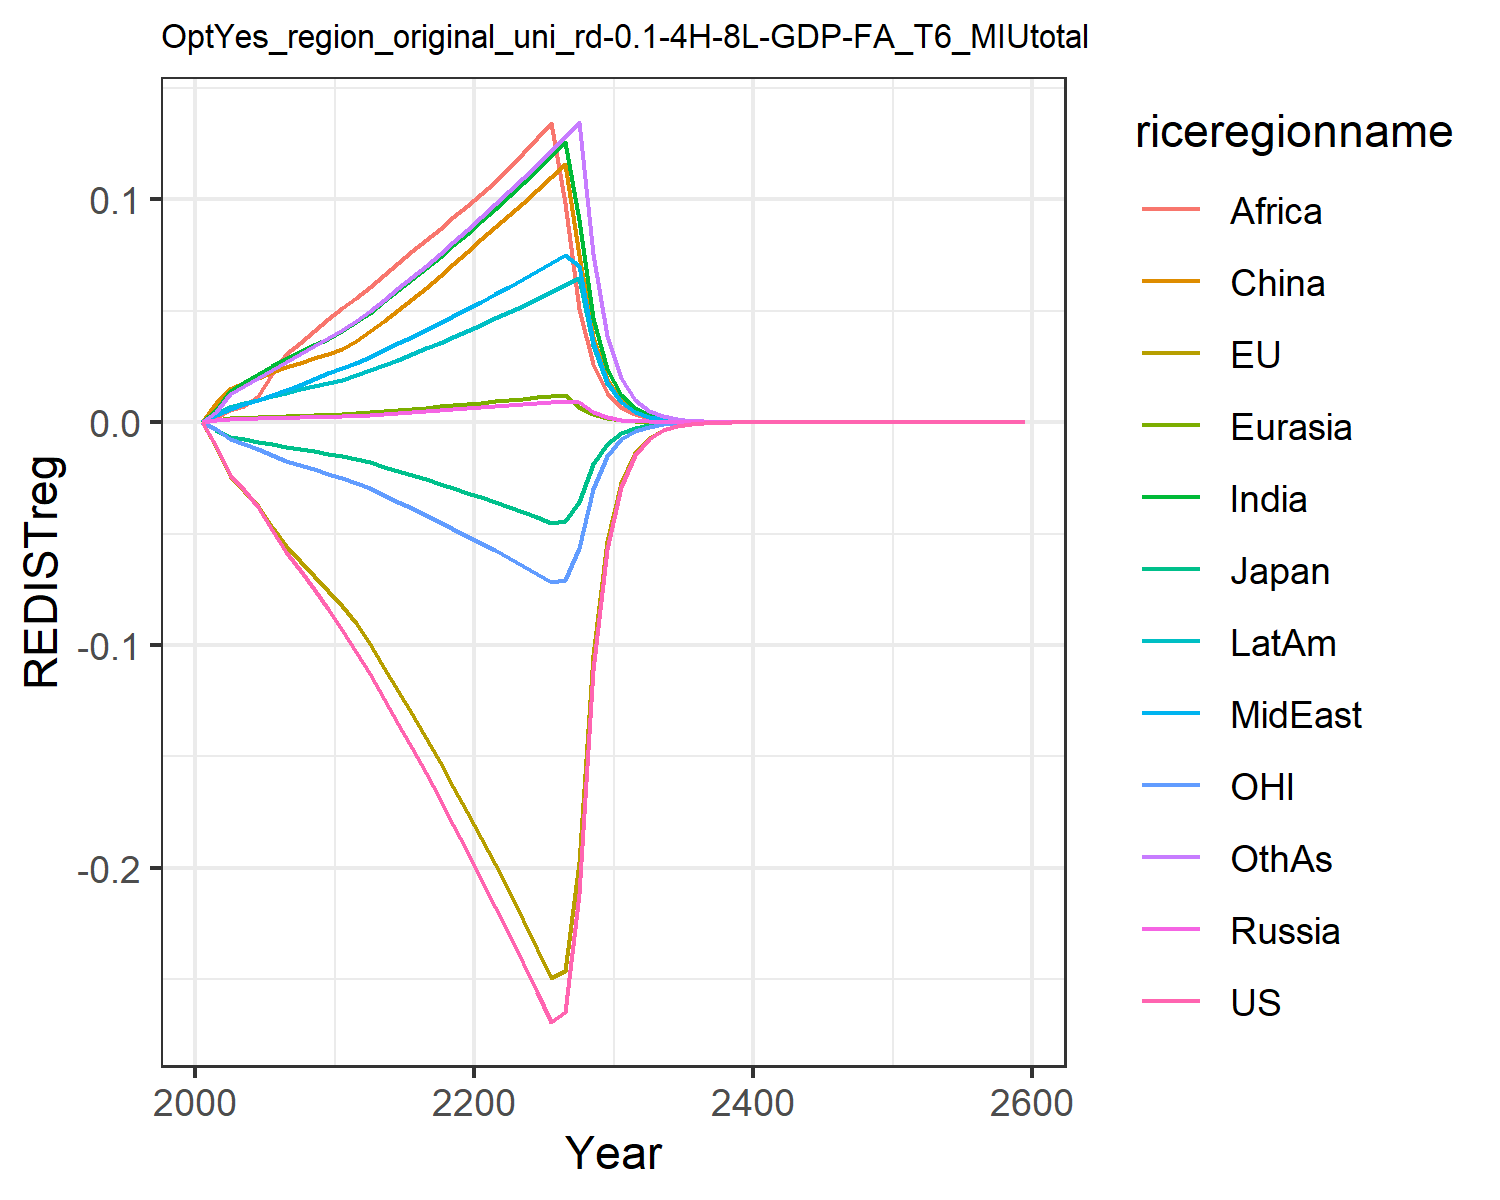 OptYes_region_original_uni_rd-0.1-4H-8L-GDP-FA_T6_MIUtotal
REDISTreg
0.1
0.0
-0.1
-0.2
2000 2200 2400 2600
Year
riceregionname
Africa
China
EU
Eurasia
India
Japan
LatAm
MidEast
OHI
OthAs
Russia
US